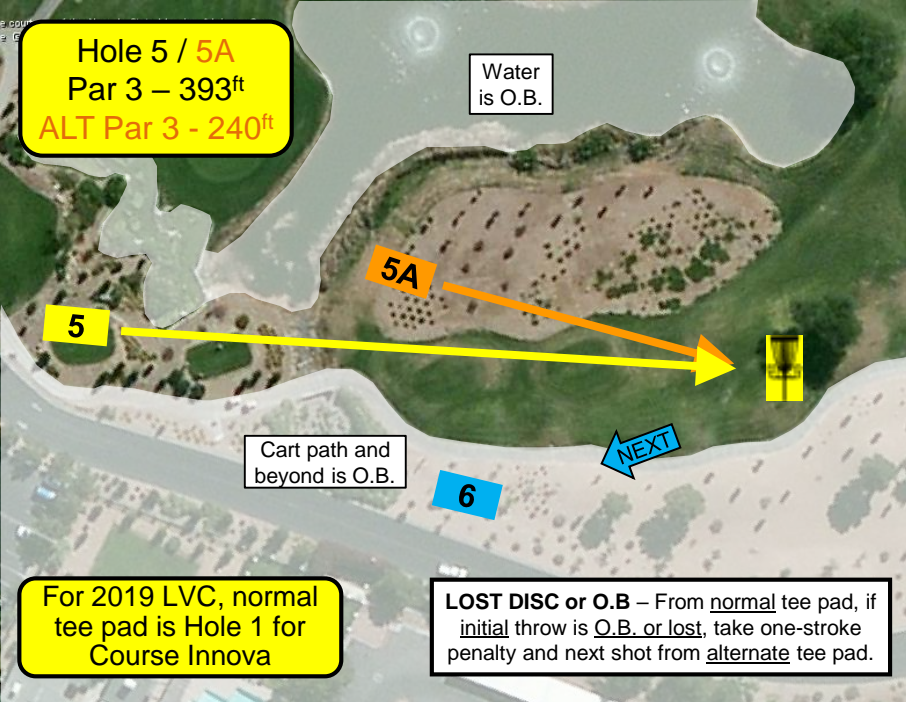 Hole 5 / 5A
Par 3 – 393ft
ALT Par 3 - 240ft
Water
is O.B.
5A
5
NEXT
Cart path and
beyond is O.B.
6
For 2019 LVC, normal
tee pad is Hole 1 for
Course Innova
LOST DISC or O.B – From normal tee pad, if
initial throw is O.B. or lost, take one-stroke
penalty and next shot from alternate tee pad.